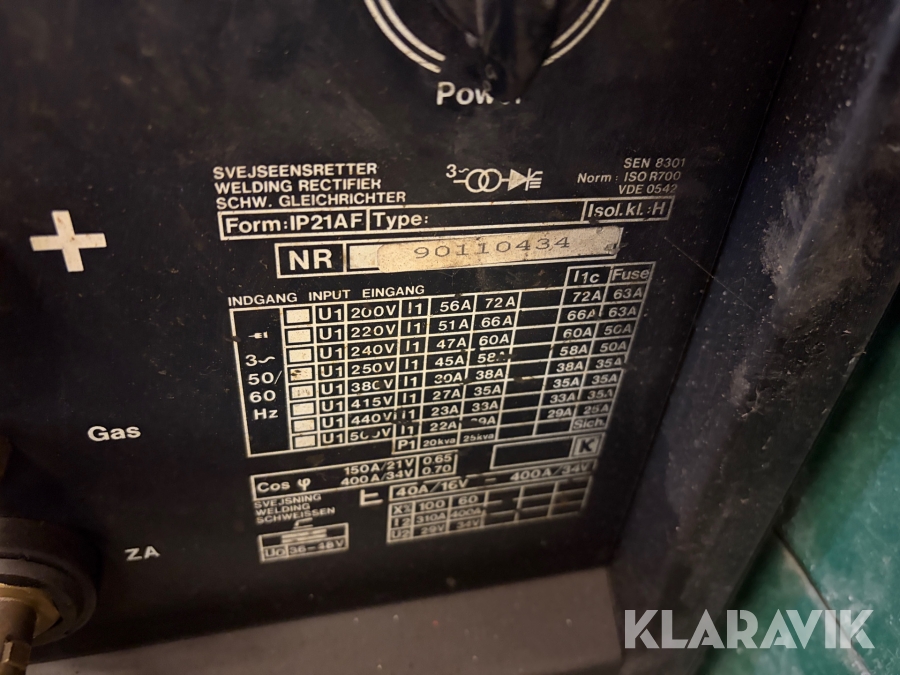 Power
SVEJSEENSRETTER
WELDING RECTIFIER
SCHW. GLEICHRICHTER
3~
SEN 8301
Norm: ISO R700
VDE 0542
Form: IP21AF Type: Isol.kl.:H
NR 90110434
INDGANG INPUT EINGANG I1c Fuse
U1 200V I1 56A 72A 72A 63A
U1 220V I1 51A 66A 66A 63A
U1 240V I1 47A 60A 60A 50A
3~ U1 250V I1 45A 58A 58A 50A
50/ U1 380V I1 30A 38A 38A 35A
60 U1 415V I1 27A 35A 35A 35A
Hz U1 440V I1 23A 33A 33A 35A
U1 500V I1 22A 29A 29A 25A
P1 20kva 25kva Sich.
Cos φ 150A/21V 0.65
400A/34V 0.70
K
SVEJSNING
WELDING
SCHWEISSEN
40A/16V - 400A/34V
X% 100 60
I2 310A 400A
U2 29V 34V
Uo 36-48V
Gas
ZA
KLARAVIK